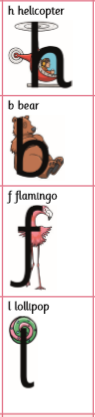 h helicopter
h
b bear
b
f flamingo
f
l lollipop
l